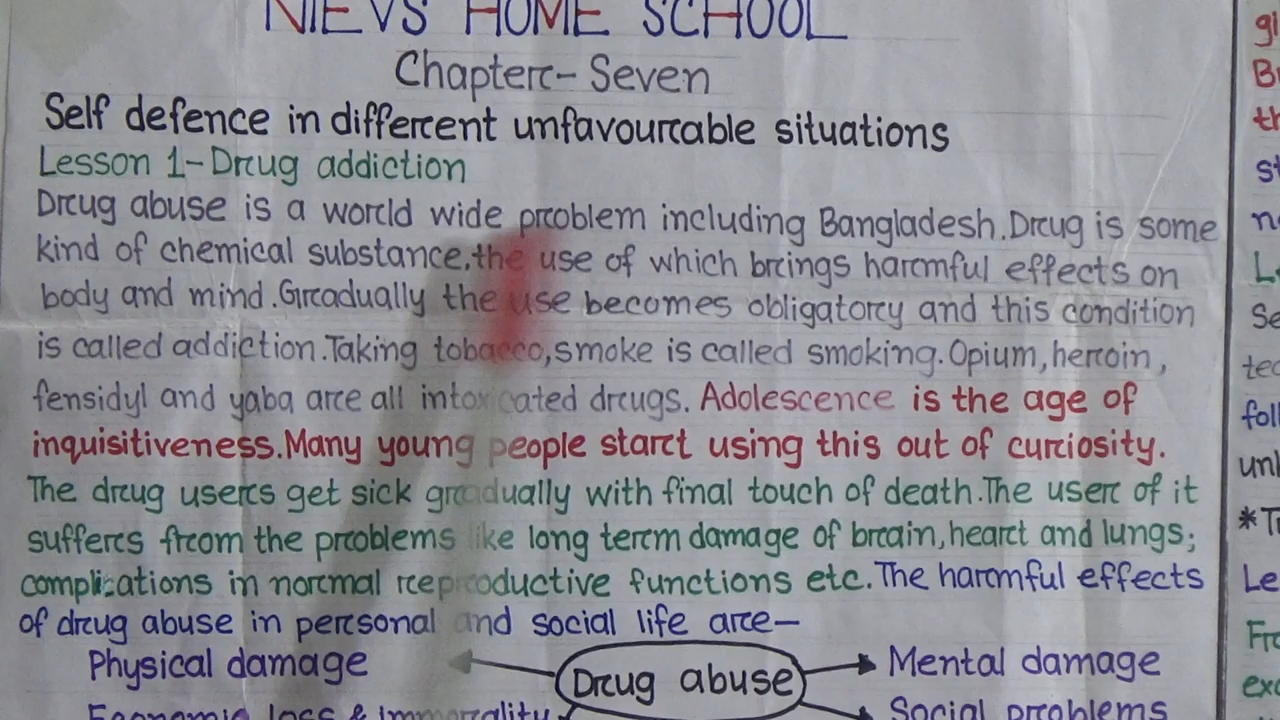 NIEVS HOME SCHOOL
Chapter-Seven
Self defence in different unfavourable situations
Lesson 1-Drug addiction
Drug abuse is a world wide problem including Bangladesh.Drug is some
kind of chemical substance,the use of which brings harmful effects on
body and mind.Gradually the use becomes obligatory and this condition
is called addiction.Taking tobacco,smoke is called smoking.Opium,heroin,
fensidyl and yaba are all intoxicated drugs. Adolescence is the age of
inquisitiveness.Many young people start using this out of curiosity.
The drug users get sick gradually with final touch of death.The user of it
suffers from the problems like long term damage of brain,heart and lungs;
complications in normal reproductive functions etc.The harmful effects
of drug abuse in personal and social life are—
Physical damage
Drug abuse
Mental damage
Economic loss & immorality
Social problems